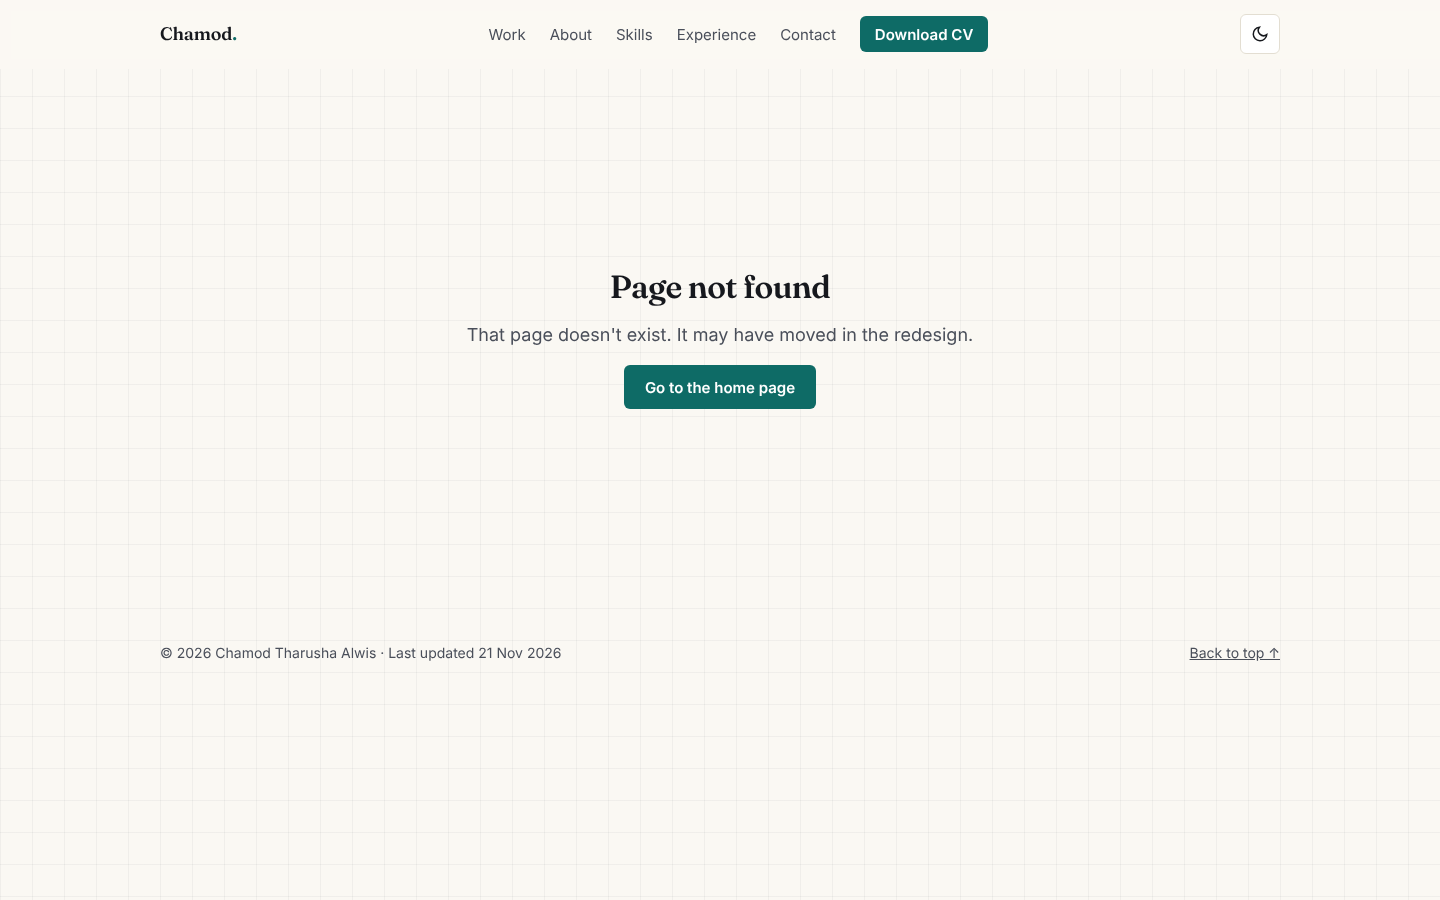 Chamod.
Work About Skills Experience Contact Download CV
Page not found
That page doesn't exist. It may have moved in the redesign.
Go to the home page
© 2026 Chamod Tharusha Alwis · Last updated 21 Nov 2026
Back to top ↑